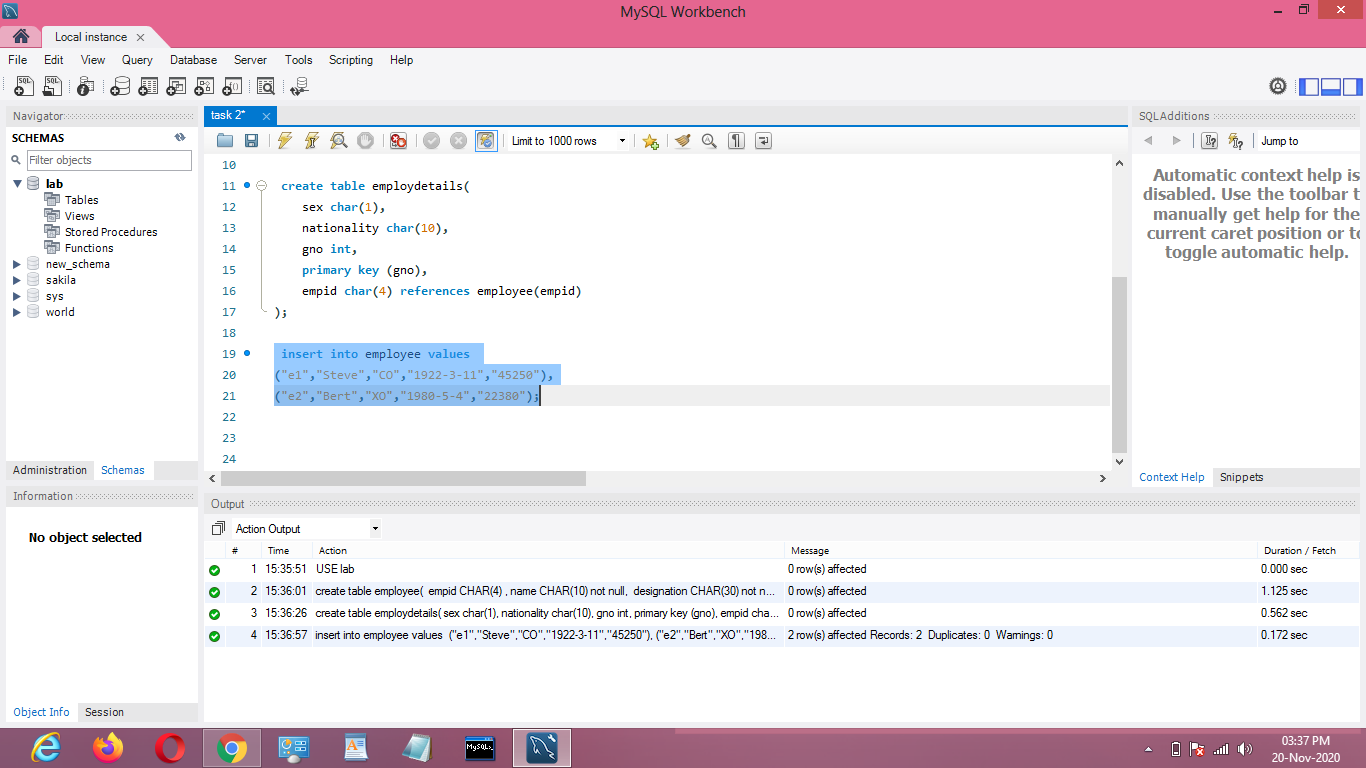 MySQL Workbench
Local instance
File Edit View Query Database Server Tools Scripting Help
Navigator
SCHEMAS
Filter objects
lab
Tables
Views
Stored Procedures
Functions
new_schema
sakila
sys
world
Administration Schemas
Information
No object selected
Object Info Session
task 2*
Limit to 1000 rows
10
11 create table employdetails(
12 sex char(1),
13 nationality char(10),
14 gno int,
15 primary key (gno),
16 empid char(4) references employee(empid)
17 );
18
19 insert into employee values
20 ("e1","Steve","CO","1922-3-11","45250"),
21 ("e2","Bert","XO","1980-5-4","22380");
22
23
24
SQLAdditions
Jump to
Automatic context help is
disabled. Use the toolbar t
manually get help for the
current caret position or to
toggle automatic help.
Context Help Snippets
Output
Action Output
# Time Action Message Duration / Fetch
1 15:35:51 USE lab 0 row(s) affected 0.000 sec
2 15:36:01 create table employee( empid CHAR(4) , name CHAR(10) not null, designation CHAR(30) not n... 0 row(s) affected 1.125 sec
3 15:36:26 create table employdetails( sex char(1), nationality char(10), gno int, primary key (gno), empid cha... 0 row(s) affected 0.562 sec
4 15:36:57 insert into employee values ("e1","Steve","CO","1922-3-11","45250"), ("e2","Bert","XO","198... 2 row(s) affected Records: 2 Duplicates: 0 Warnings: 0 0.172 sec
MySQL
03:37 PM
20-Nov-2020